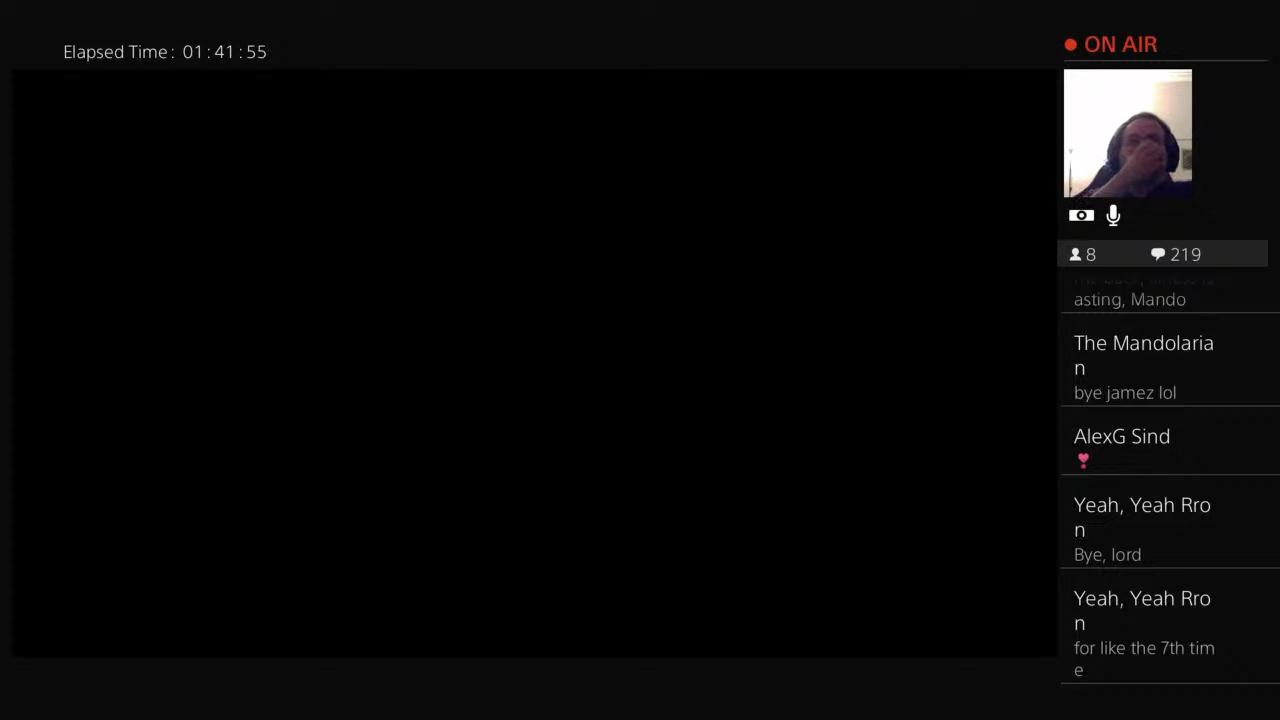 Elapsed Time: 01:41:55
ON AIR
8 219
asting, Mando
The Mandolaria
n
bye jamez lol
AlexG Sind
Yeah, Yeah Rro
n
Bye, lord
Yeah, Yeah Rro
n
for like the 7th tim
e